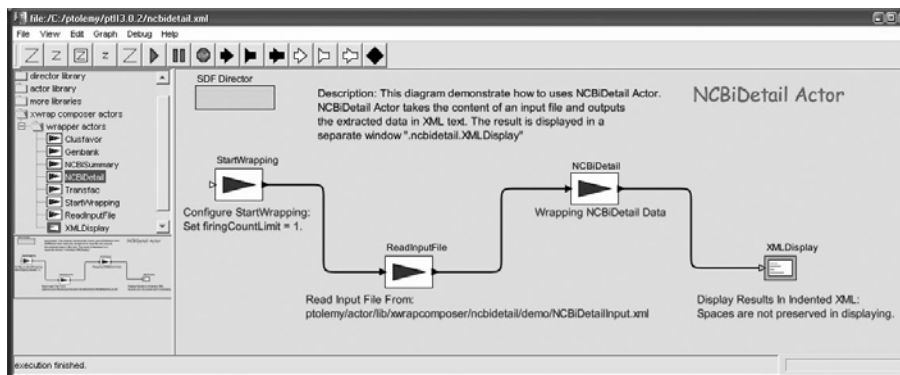 file:/C:/ptolemy/ptII3.0.2/ncbidetail.xml
File View Edit Graph Debug Help
director library
actor library
more libraries
xwrap composer actors
wrapper actors
Clusfavor
Genbank
NCBISummary
NCBiDetail
Transfac
StartWrapping
ReadInputFile
XMLDisplay
SDF Director
Description: This diagram demonstrate how to uses NCBiDetail Actor.
NCBiDetail Actor takes the content of an input file and outputs
the extracted data in XML text. The result is displayed in a
separate window ".ncbidetail.XMLDisplay"
NCBiDetail Actor
StartWrapping
Configure StartWrapping:
Set firingCountLimit = 1.
ReadInputFile
Read Input File From:
ptolemy/actor/lib/xwrapcomposer/ncbidetail/demo/NCBiDetailInput.xml
NCBiDetail
Wrapping NCBiDetail Data
XMLDisplay
Display Results In Indented XML:
Spaces are not preserved in displaying.
execution finished.